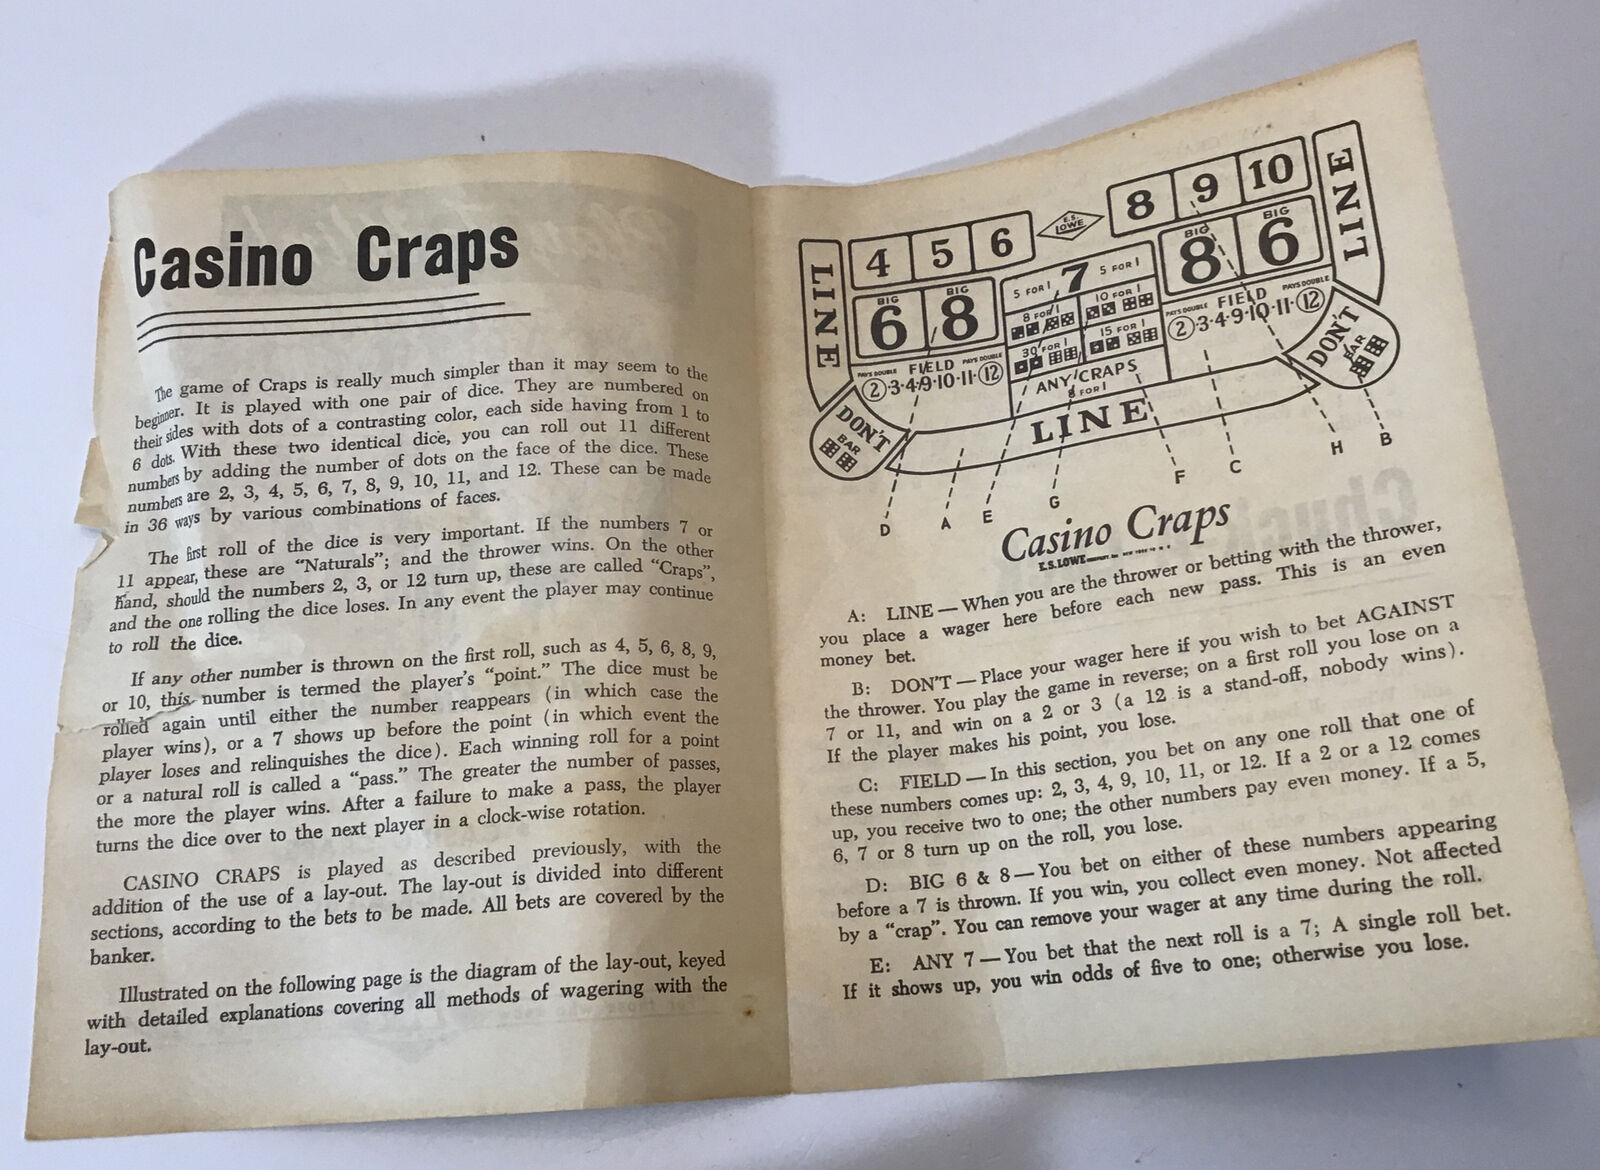 Casino Craps
The game of Craps is really much simpler than it may seem to the
beginner. It is played with one pair of dice. They are numbered on
their sides with dots of a contrasting color, each side having from 1 to
6 dots. With these two identical dice, you can roll out 11 different
numbers by adding the number of dots on the face of the dice. These
numbers are 2, 3, 4, 5, 6, 7, 8, 9, 10, 11, and 12. These can be made
in 36 ways by various combinations of faces.
The first roll of the dice is very important. If the numbers 7 or
11 appear, these are "Naturals"; and the thrower wins. On the other
hand, should the numbers 2, 3, or 12 turn up, these are called "Craps",
and the one rolling the dice loses. In any event the player may continue
to roll the dice.
If any other number is thrown on the first roll, such as 4, 5, 6, 8, 9,
or 10, this number is termed the player's "point." The dice must be
rolled again until either the number reappears (in which case the
player wins), or a 7 shows up before the point (in which event the
player loses and relinquishes the dice). Each winning roll for a point
or a natural roll is called a "pass." The greater the number of passes,
the more the player wins. After a failure to make a pass, the player
turns the dice over to the next player in a clock-wise rotation.
CASINO CRAPS is played as described previously, with the
addition of the use of a lay-out. The lay-out is divided into different
sections, according to the bets to be made. All bets are covered by the
banker.
Illustrated on the following page is the diagram of the lay-out, keyed
with detailed explanations covering all methods of wagering with the
lay-out.
LINE
4 5 6
E.S. LOWE
8 9 10
LINE
BIG 6 BIG 8
5 FOR 1 7 5 FOR 1
BIG 8 BIG 6
8 FOR 1 10 FOR 1
30 FOR 1 15 FOR 1
ANY CRAPS
8 FOR 1
PAYS DOUBLE FIELD PAYS DOUBLE
2·3·4·9·10·11·12
PAYS DOUBLE FIELD PAYS DOUBLE
2·3·4·9·10·11·12
DON'T
BAR
LINE
DON'T
BAR
D A E G F C H B
Casino Craps
E.S. LOWE
A: LINE — When you are the thrower or betting with the thrower,
you place a wager here before each new pass. This is an even
money bet.
B: DON'T — Place your wager here if you wish to bet AGAINST
the thrower. You play the game in reverse; on a first roll you lose on a
7 or 11, and win on a 2 or 3 (a 12 is a stand-off, nobody wins).
If the player makes his point, you lose.
C: FIELD — In this section, you bet on any one roll that one of
these numbers comes up: 2, 3, 4, 9, 10, 11, or 12. If a 2 or a 12 comes
up, you receive two to one; the other numbers pay even money. If a 5,
6, 7 or 8 turn up on the roll, you lose.
D: BIG 6 & 8 — You bet on either of these numbers appearing
before a 7 is thrown. If you win, you collect even money. Not affected
by a "crap". You can remove your wager at any time during the roll.
E: ANY 7 — You bet that the next roll is a 7; A single roll bet.
If it shows up, you win odds of five to one; otherwise you lose.